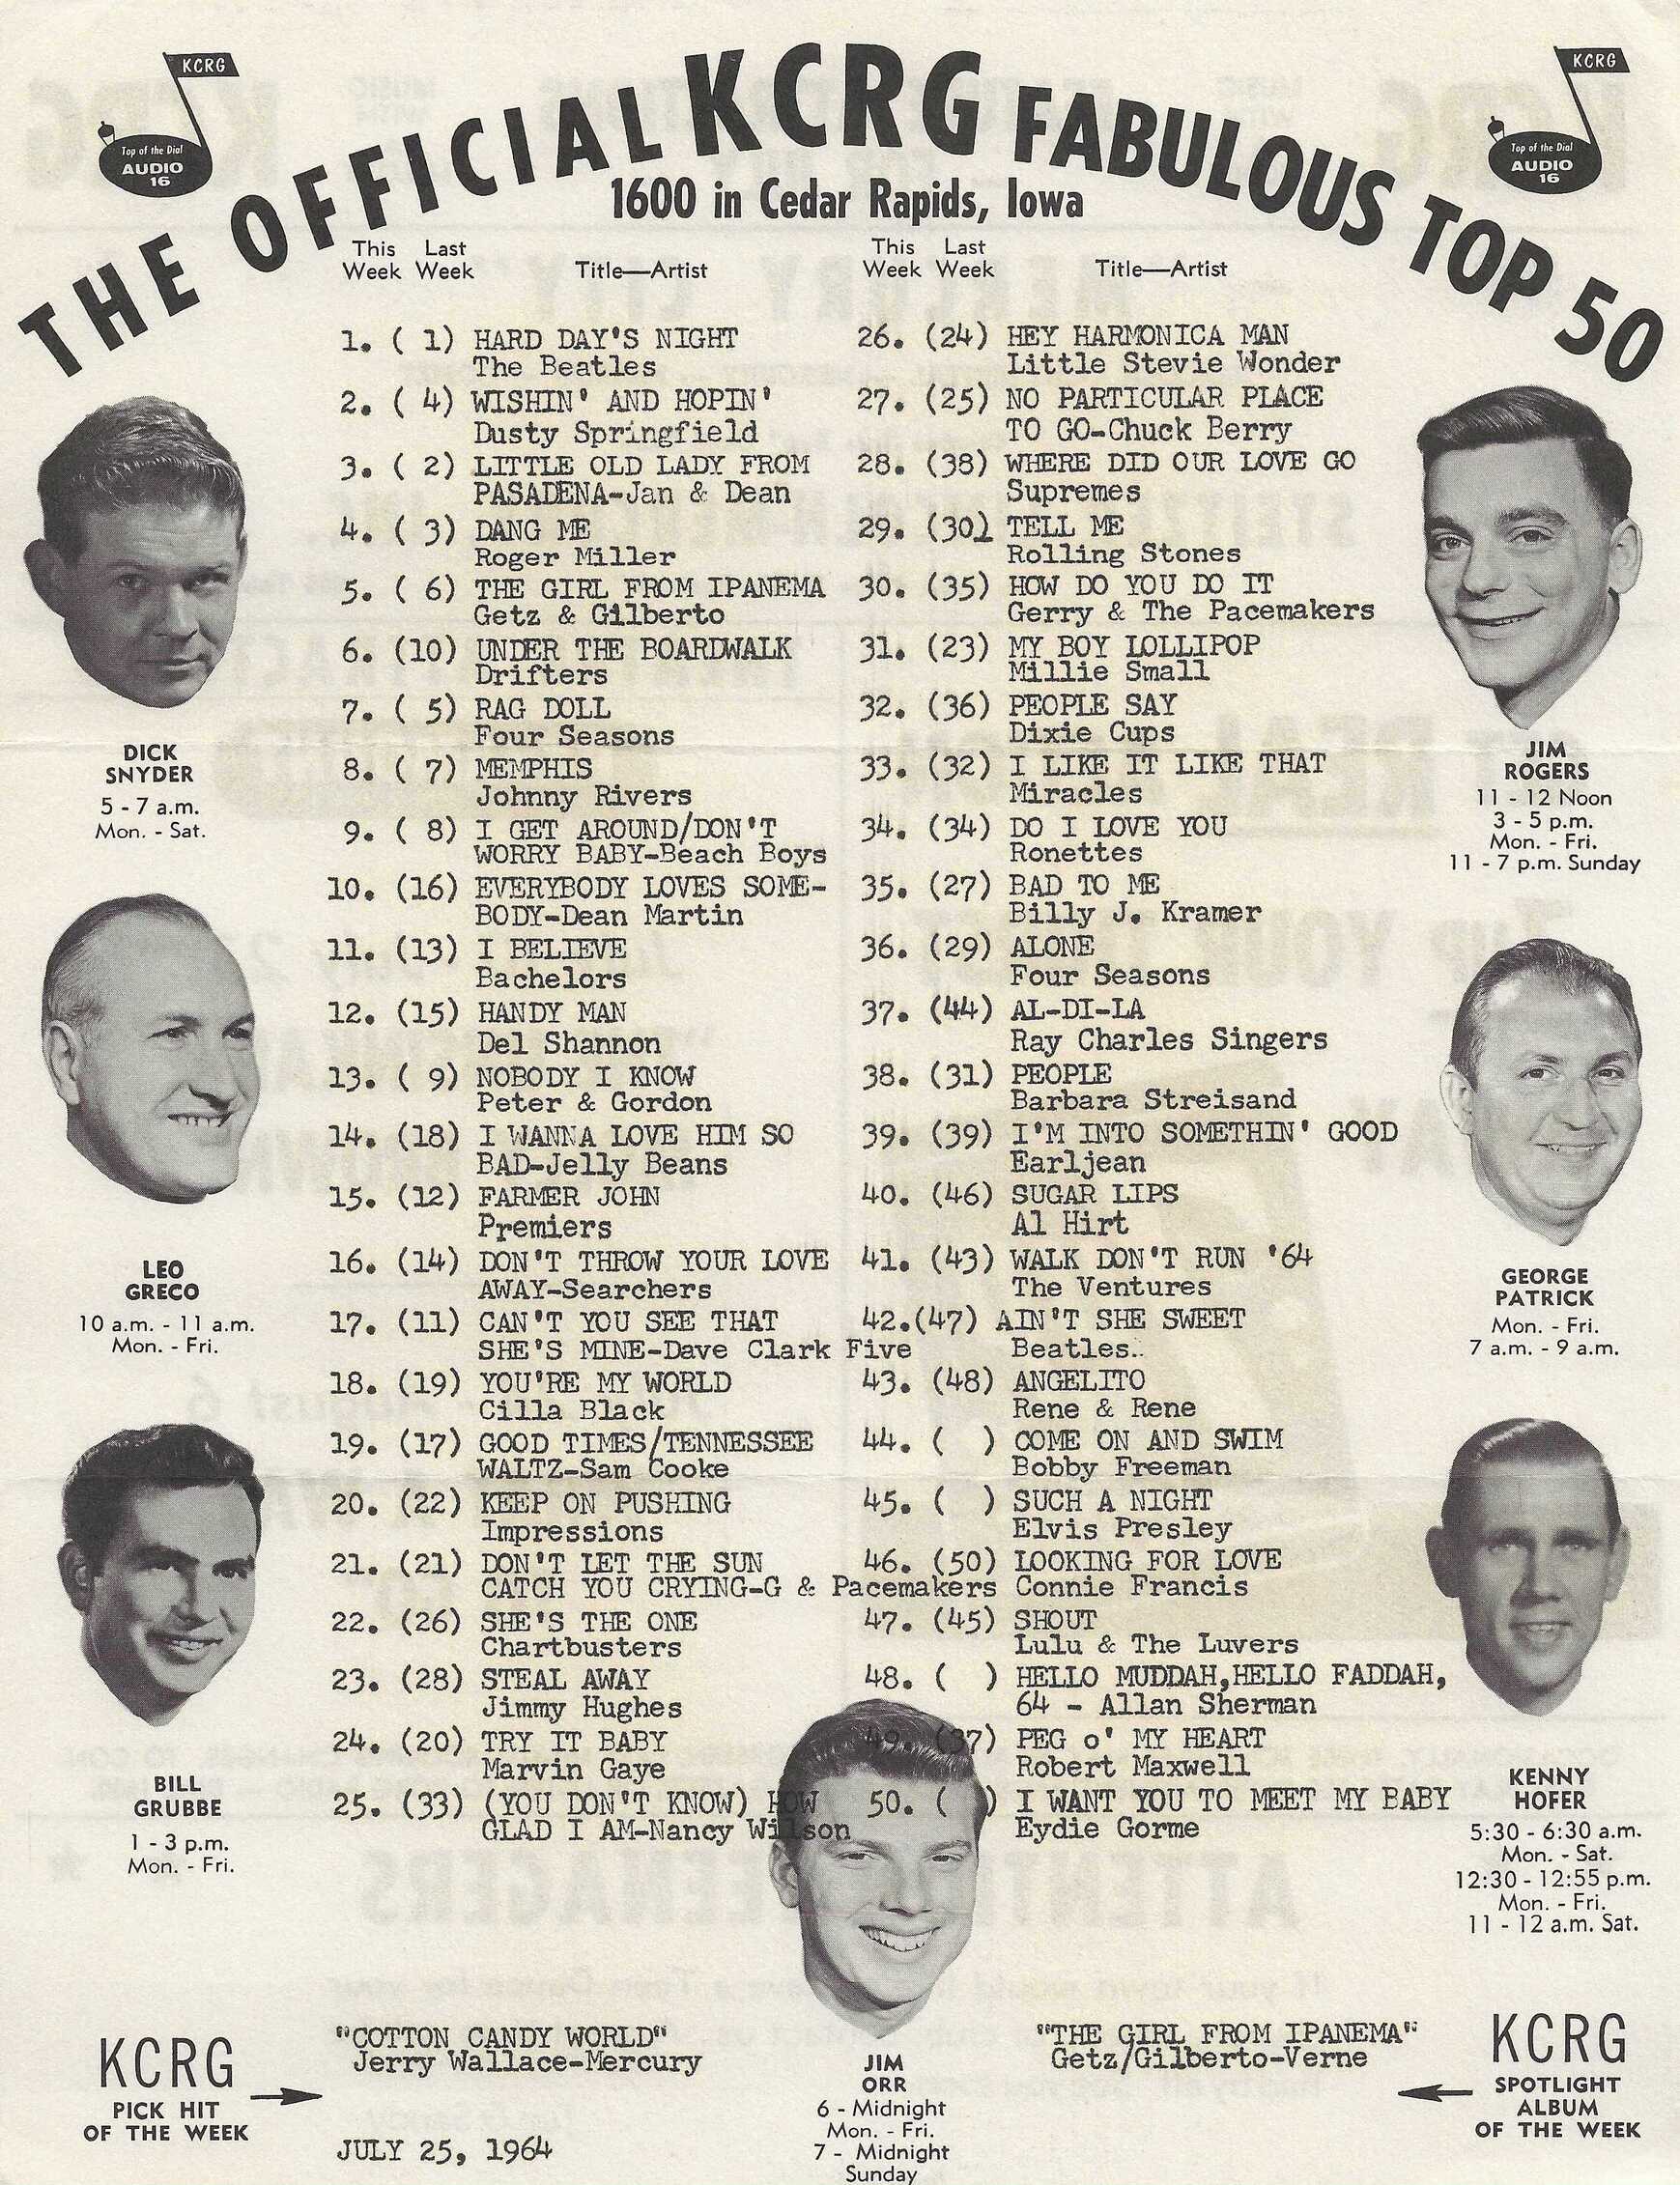 KCRG
Top of the Dial
AUDIO
16
KCRG
Top of the Dial
AUDIO
16
THE OFFICIAL KCRG FABULOUS TOP 50
1600 in Cedar Rapids, Iowa
This Last
Week Week Title—Artist
1. ( 1) HARD DAY'S NIGHT
The Beatles
2. ( 4) WISHIN' AND HOPIN'
Dusty Springfield
3. ( 2) LITTLE OLD LADY FROM
PASADENA-Jan & Dean
4. ( 3) DANG ME
Roger Miller
5. ( 6) THE GIRL FROM IPANEMA
Getz & Gilberto
6. (10) UNDER THE BOARDWALK
Drifters
7. ( 5) RAG DOLL
Four Seasons
8. ( 7) MEMPHIS
Johnny Rivers
9. ( 8) I GET AROUND/DON'T
WORRY BABY-Beach Boys
10. (16) EVERYBODY LOVES SOME-
BODY-Dean Martin
11. (13) I BELIEVE
Bachelors
12. (15) HANDY MAN
Del Shannon
13. ( 9) NOBODY I KNOW
Peter & Gordon
14. (18) I WANNA LOVE HIM SO
BAD-Jelly Beans
15. (12) FARMER JOHN
Premiers
16. (14) DON'T THROW YOUR LOVE
AWAY-Searchers
17. (11) CAN'T YOU SEE THAT
SHE'S MINE-Dave Clark Five
18. (19) YOU'RE MY WORLD
Cilla Black
19. (17) GOOD TIMES/TENNESSEE
WALTZ-Sam Cooke
20. (22) KEEP ON PUSHING
Impressions
21. (21) DON'T LET THE SUN
CATCH YOU CRYING-G & Pacemakers
22. (26) SHE'S THE ONE
Chartbusters
23. (28) STEAL AWAY
Jimmy Hughes
24. (20) TRY IT BABY
Marvin Gaye
25. (33) (YOU DON'T KNOW) HOW
GLAD I AM-Nancy Wilson
This Last
Week Week Title—Artist
26. (24) HEY HARMONICA MAN
Little Stevie Wonder
27. (25) NO PARTICULAR PLACE
TO GO-Chuck Berry
28. (38) WHERE DID OUR LOVE GO
Supremes
29. (30) TELL ME
Rolling Stones
30. (35) HOW DO YOU DO IT
Gerry & The Pacemakers
31. (23) MY BOY LOLLIPOP
Millie Small
32. (36) PEOPLE SAY
Dixie Cups
33. (32) I LIKE IT LIKE THAT
Miracles
34. (34) DO I LOVE YOU
Ronettes
35. (27) BAD TO ME
Billy J. Kramer
36. (29) ALONE
Four Seasons
37. (44) AL-DI-LA
Ray Charles Singers
38. (31) PEOPLE
Barbara Streisand
39. (39) I'M INTO SOMETHIN' GOOD
Earljean
40. (46) SUGAR LIPS
Al Hirt
41. (43) WALK DON'T RUN '64
The Ventures
42.(47) AIN'T SHE SWEET
Beatles..
43. (48) ANGELITO
Rene & Rene
44. ( ) COME ON AND SWIM
Bobby Freeman
45. ( ) SUCH A NIGHT
Elvis Presley
46. (50) LOOKING FOR LOVE
Connie Francis
47. (45) SHOUT
Lulu & The Luvers
48. ( ) HELLO MUDDAH,HELLO FADDAH,
64 - Allan Sherman
49. (37) PEG o' MY HEART
Robert Maxwell
50. ( ) I WANT YOU TO MEET MY BABY
Eydie Gorme
DICK
SNYDER
5 - 7 a.m.
Mon. - Sat.
LEO
GRECO
10 a.m. - 11 a.m.
Mon. - Fri.
BILL
GRUBBE
1 - 3 p.m.
Mon. - Fri.
JIM
ROGERS
11 - 12 Noon
3 - 5 p.m.
Mon. - Fri.
11 - 7 p.m. Sunday
GEORGE
PATRICK
Mon. - Fri.
7 a.m. - 9 a.m.
KENNY
HOFER
5:30 - 6:30 a.m.
Mon. - Sat.
12:30 - 12:55 p.m.
Mon. - Fri.
11 - 12 a.m. Sat.
KCRG
PICK HIT
OF THE WEEK
"COTTON CANDY WORLD"
Jerry Wallace-Mercury
JULY 25, 1964
JIM
ORR
6 - Midnight
Mon. - Fri.
7 - Midnight
Sunday
"THE GIRL FROM IPANEMA"
Getz/Gilberto-Verne
KCRG
SPOTLIGHT
ALBUM
OF THE WEEK